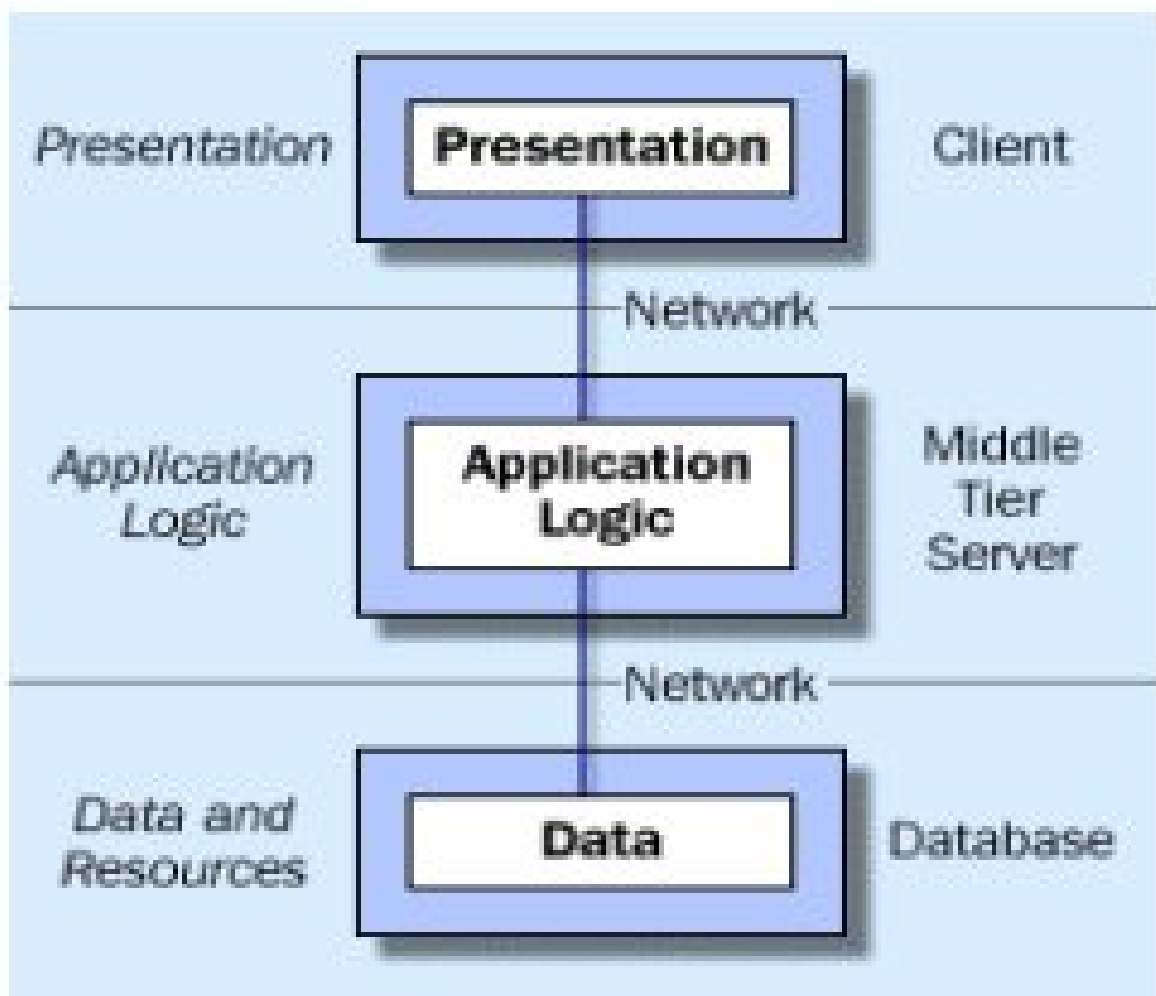 Presentation
Presentation
Client
Network
Application
Logic
Application
Logic
Middle
Tier
Server
Network
Data and
Resources
Data
Database